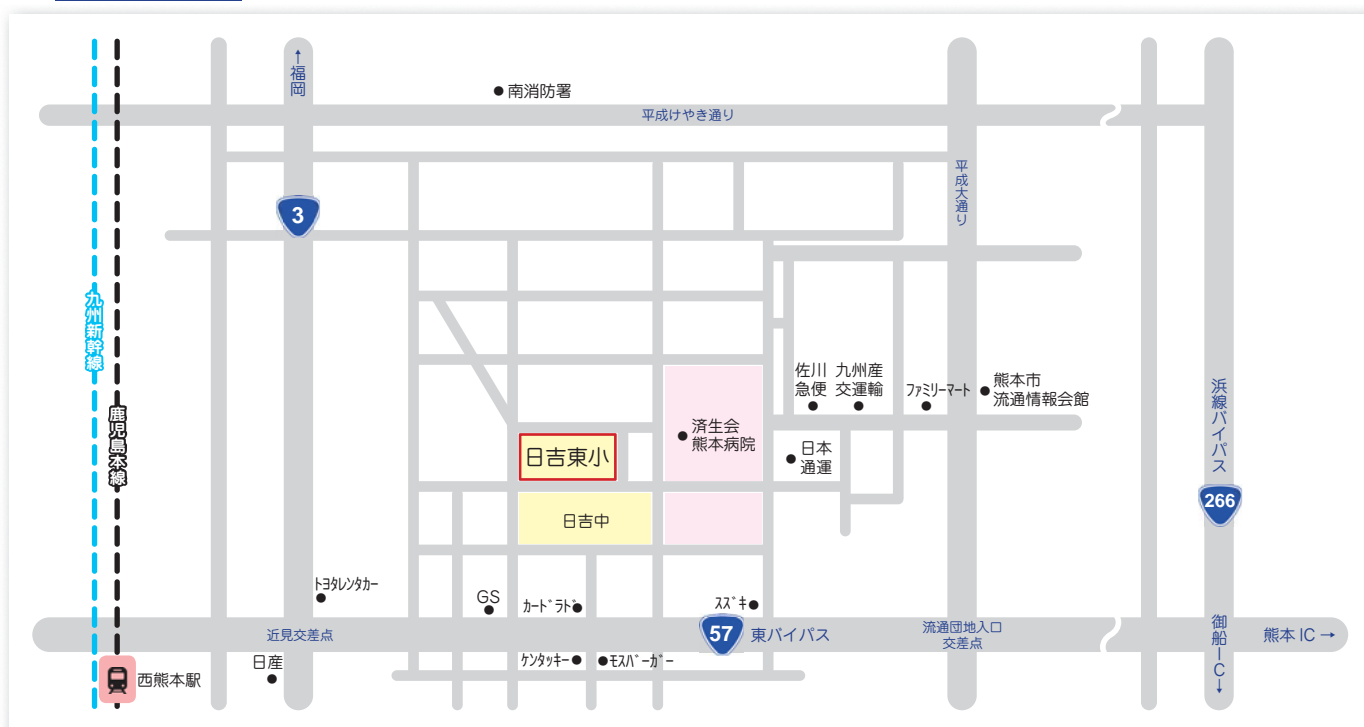 ↑福岡
南消防署
平成けやき通り
平成大通り
3
九州新幹線
鹿児島本線
佐川
急便
九州産
交運輸
ファミリーマート
熊本市
流通情報会館
浜線バイパス
済生会
熊本病院
日本
通運
日吉東小
266
日吉中
トヨタレンタカー
GS
カードラド
スズキ
近見交差点
57
東バイパス
流通団地入口
交差点
御船IC→
熊本 IC →
西熊本駅
日産
ケンタッキー
モスバーガー